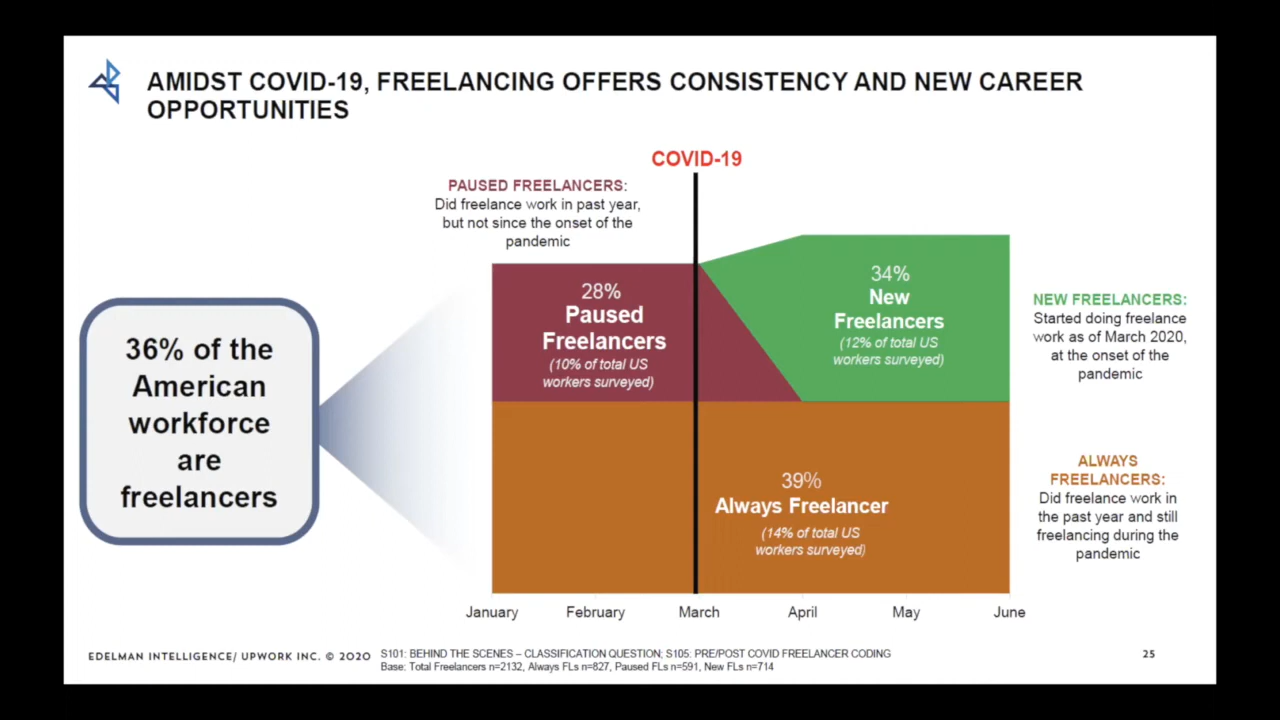 AMIDST COVID-19, FREELANCING OFFERS CONSISTENCY AND NEW CAREER
OPPORTUNITIES
COVID-19
PAUSED FREELANCERS:
Did freelance work in past year,
but not since the onset of the
pandemic
36% of the
American
workforce
are
freelancers
28%
Paused
Freelancers
(10% of total US
workers surveyed)
34%
New
Freelancers
(12% of total US
workers surveyed)
NEW FREELANCERS:
Started doing freelance
work as of March 2020,
at the onset of the
pandemic
39%
Always Freelancer
(14% of total US
workers surveyed)
ALWAYS
FREELANCERS:
Did freelance work in
the past year and still
freelancing during the
pandemic
January February March April May June
EDELMAN INTELLIGENCE/ UPWORK INC. © 2020
S101: BEHIND THE SCENES – CLASSIFICATION QUESTION; S105: PRE/POST COVID FREELANCER CODING
Base: Total Freelancers n=2132, Always FLs n=827, Paused FLs n=591, New FLs n=714
25